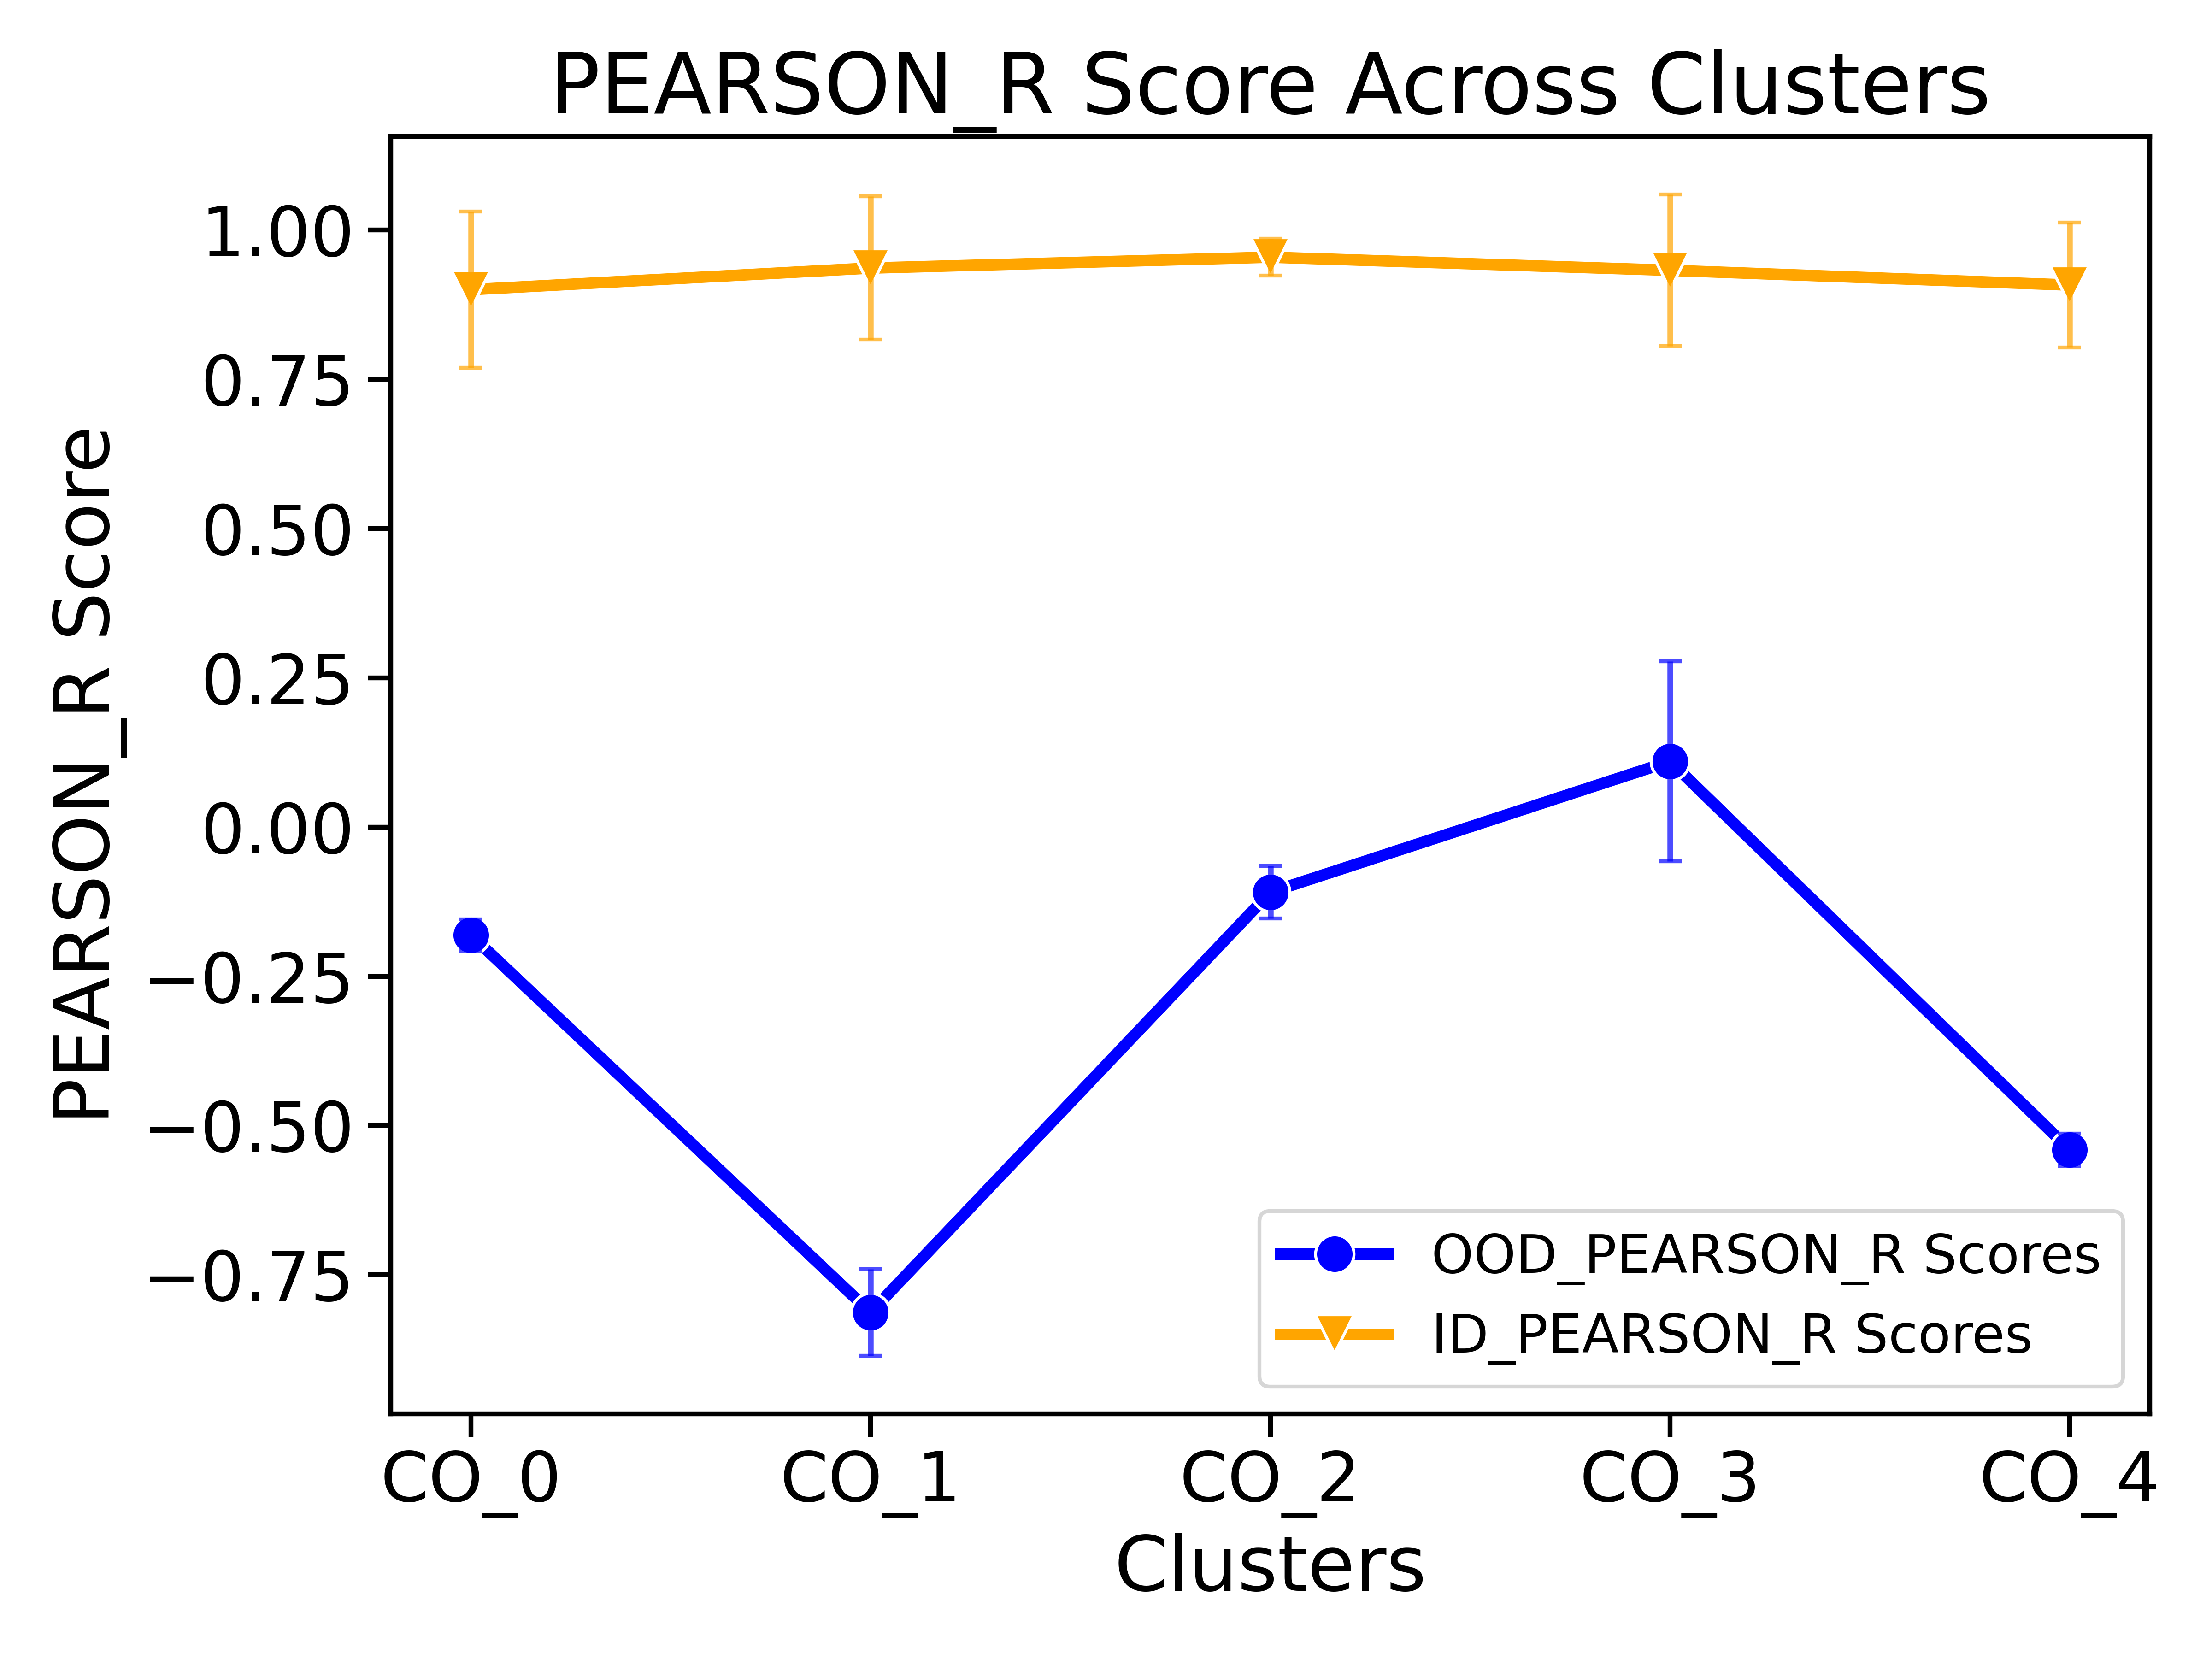 PEARSON_R Score Across Clusters
PEARSON_R Score
1.00
0.75
0.50
0.25
0.00
−0.25
−0.50
−0.75
OOD_PEARSON_R Scores
ID_PEARSON_R Scores
CO_0 CO_1 CO_2 CO_3 CO_4
Clusters